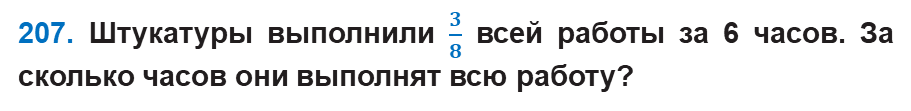 207. Штукатуры выполнили 3/8 всей работы за 6 часов. За
сколько часов они выполнят всю работу?